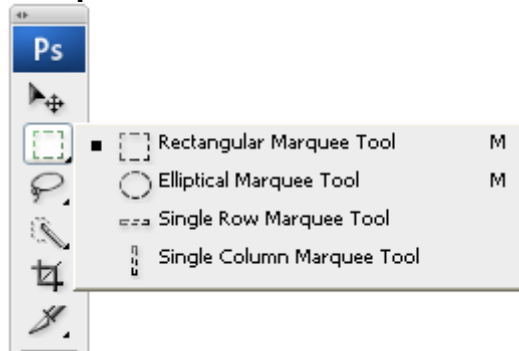 Ps
Rectangular Marquee Tool M
Elliptical Marquee Tool M
Single Row Marquee Tool
Single Column Marquee Tool